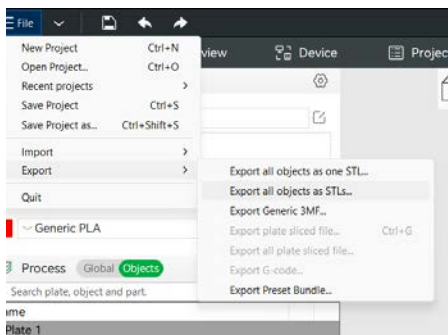 File
New Project Ctrl+N
Open Project... Ctrl+O
Recent projects
Save Project Ctrl+S
Save Project as... Ctrl+Shift+S
Import
Export
Quit
view
Device
Projec
Export all objects as one STL...
Export all objects as STLs...
Export Generic 3MF...
Export plate sliced file... Ctrl+G
Export all plate sliced file...
Export G-code...
Export Preset Bundle...
Generic PLA
Process Global Objects
Search plate, object and part.
me
Plate 1